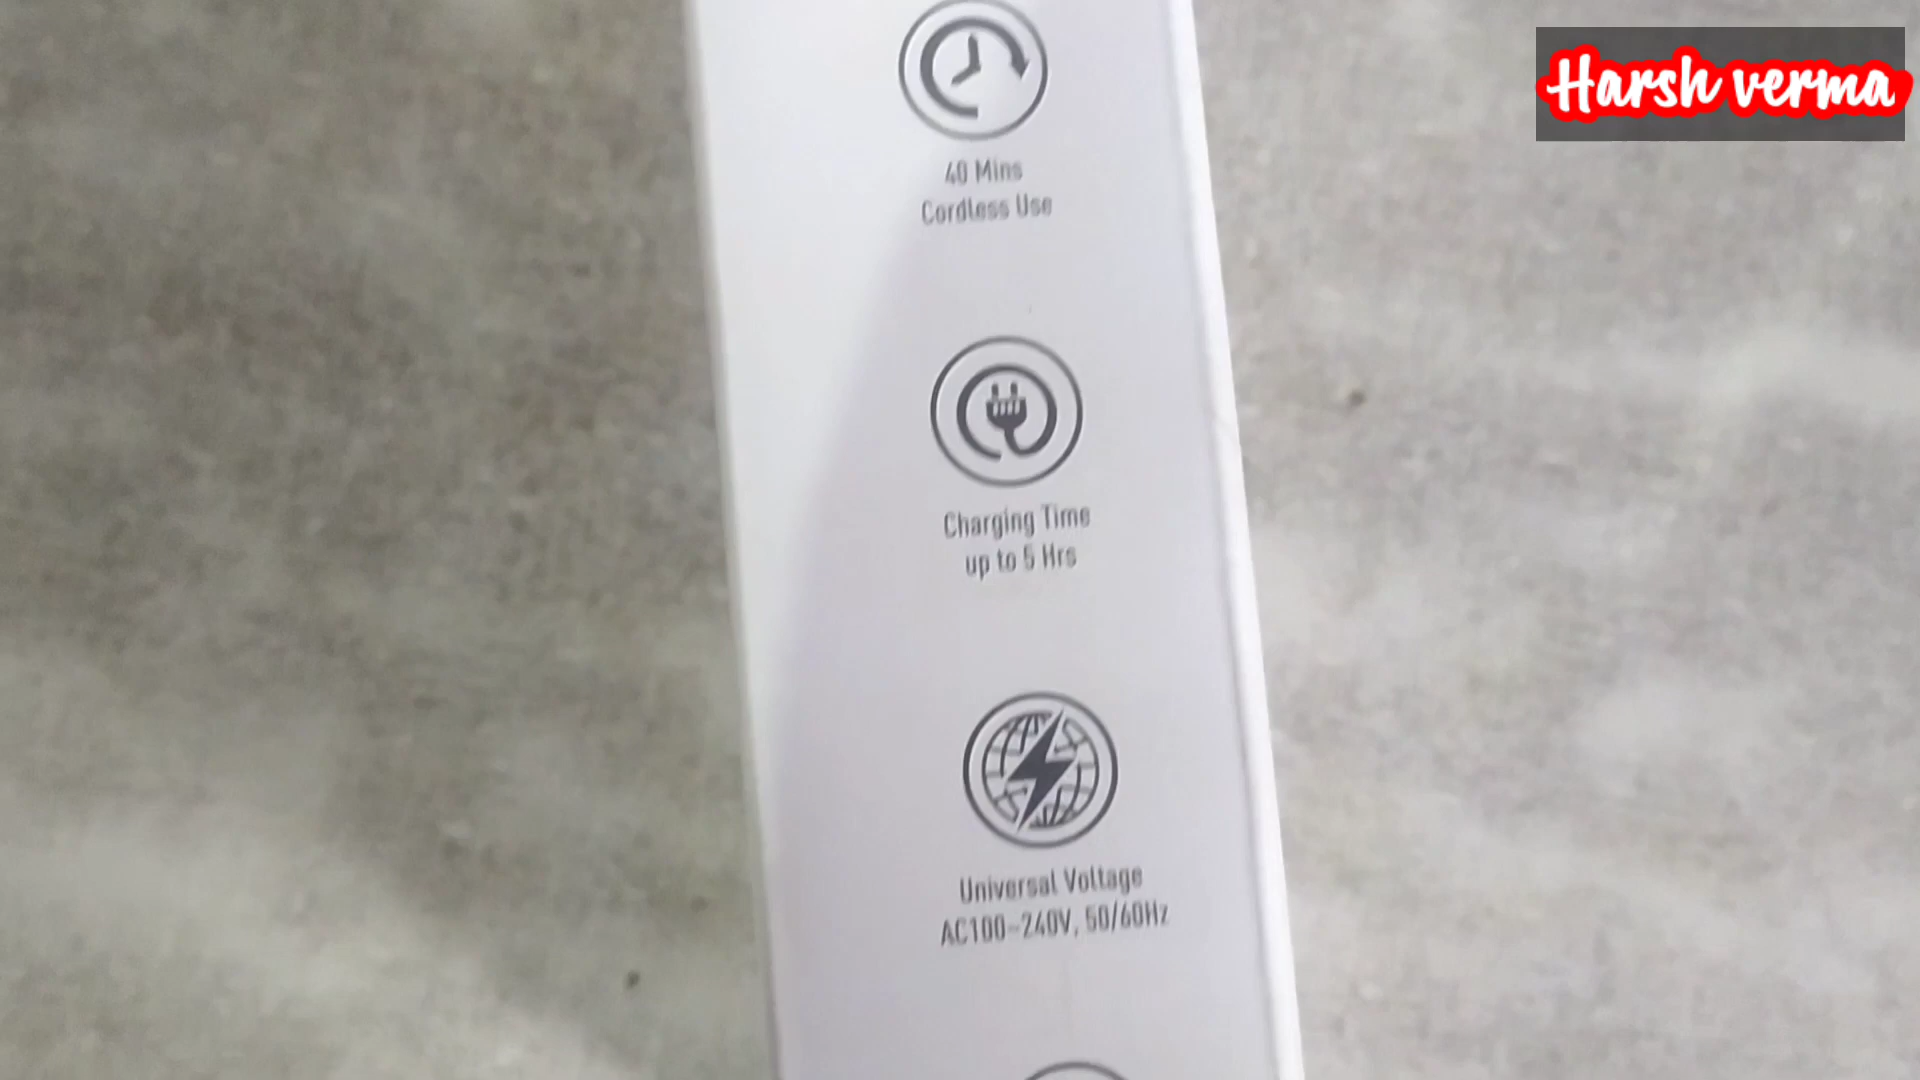 Harsh verma
40 Mins
Cordless Use
Charging Time
up to 5 Hrs
Universal Voltage
AC100-240V, 50/60Hz